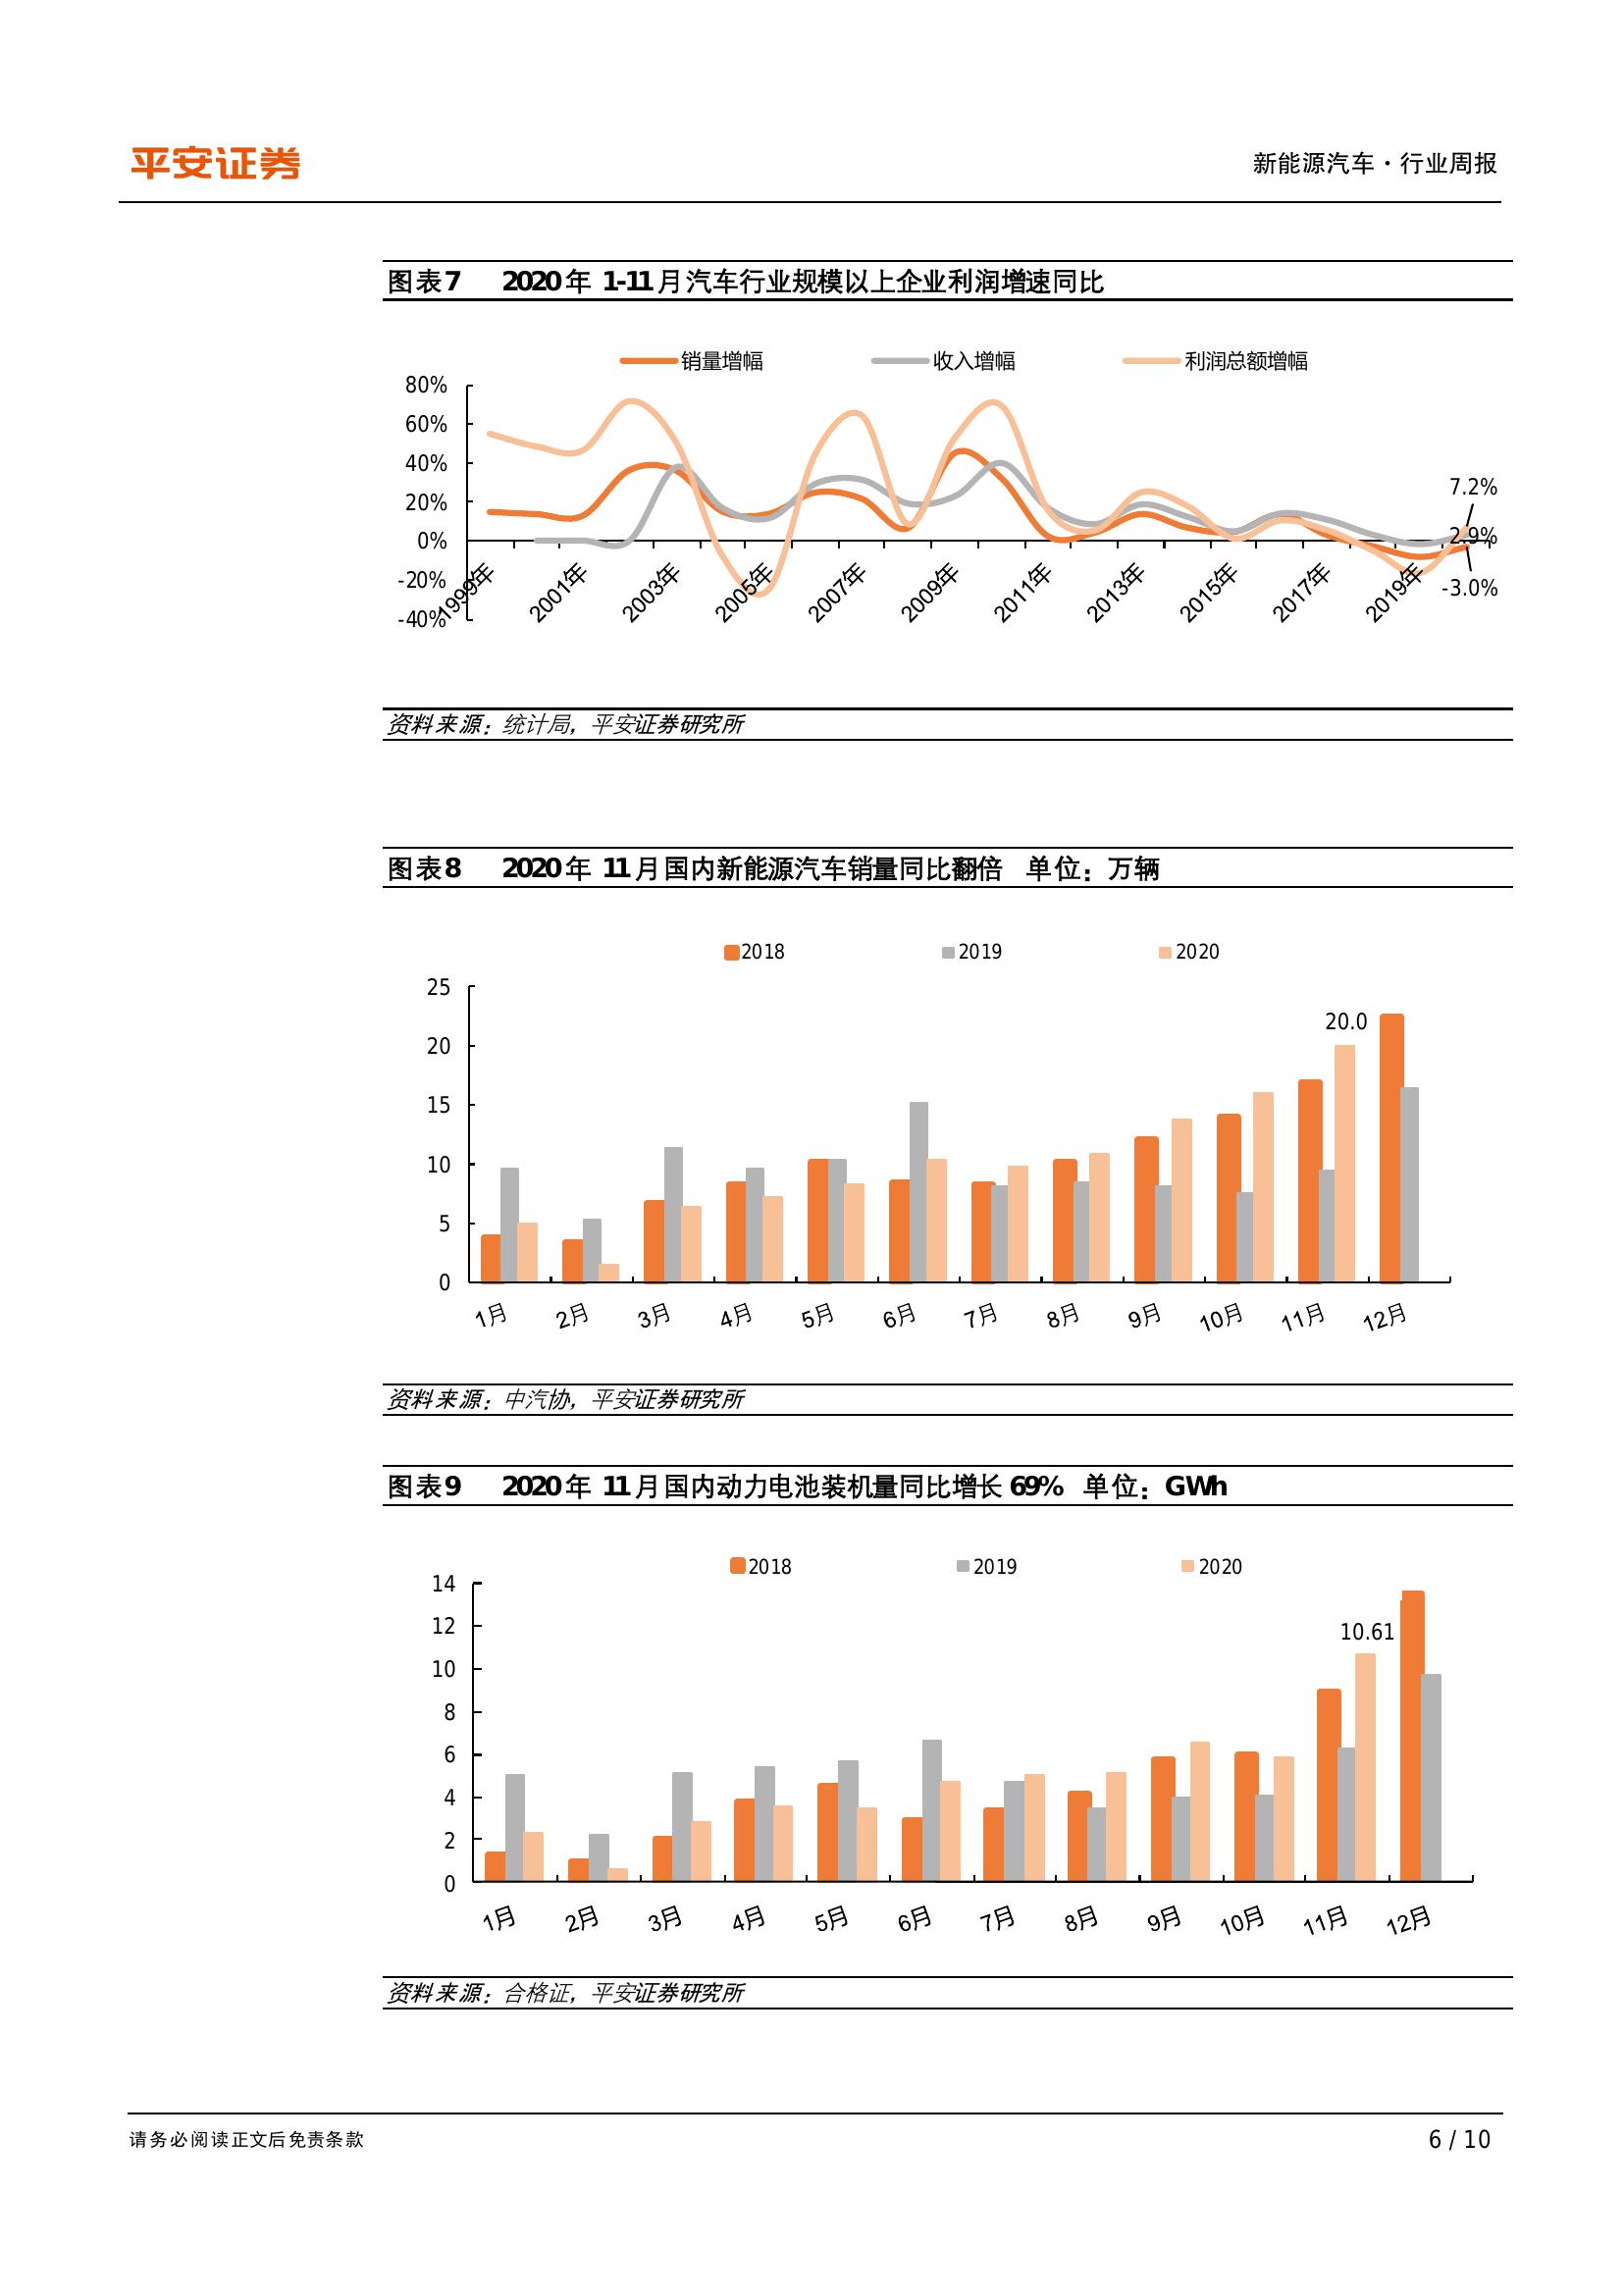 平安证券
新能源汽车·行业周报
图表7 2020年 1-11月汽车行业规模以上企业利润增速同比
销量增幅 收入增幅 利润总额增幅
80%
60%
40%
20%
0%
-20%
-40%
7.2%
2.9%
-3.0%
1999年 2001年 2003年 2005年 2007年 2009年 2011年 2013年 2015年 2017年 2019年
资料来源：统计局，平安证券研究所
图表8 2020年 11月国内新能源汽车销量同比翻倍 单位：万辆
2018 2019 2020
25
20
15
10
5
0
20.0
1月 2月 3月 4月 5月 6月 7月 8月 9月 10月 11月 12月
资料来源：中汽协，平安证券研究所
图表9 2020年 11月国内动力电池装机量同比增长69% 单位：GWh
2018 2019 2020
14
12
10
8
6
4
2
0
10.61
1月 2月 3月 4月 5月 6月 7月 8月 9月 10月 11月 12月
资料来源：合格证，平安证券研究所
请务必阅读正文后免责条款
6 / 10